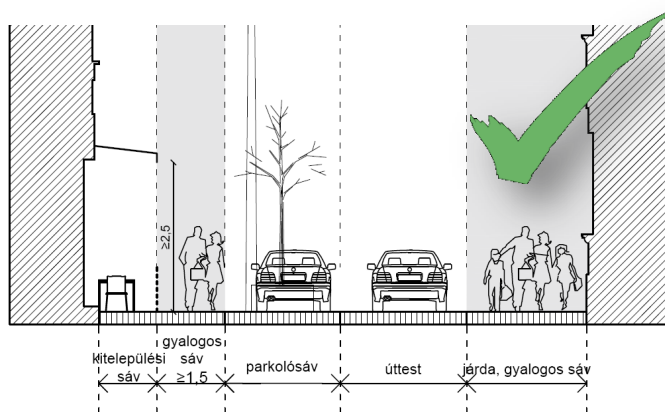 ≥2,5
kitelepülési
sáv
gyalogos
sáv
≥1,5
parkolósáv
úttest
járda, gyalogos sáv